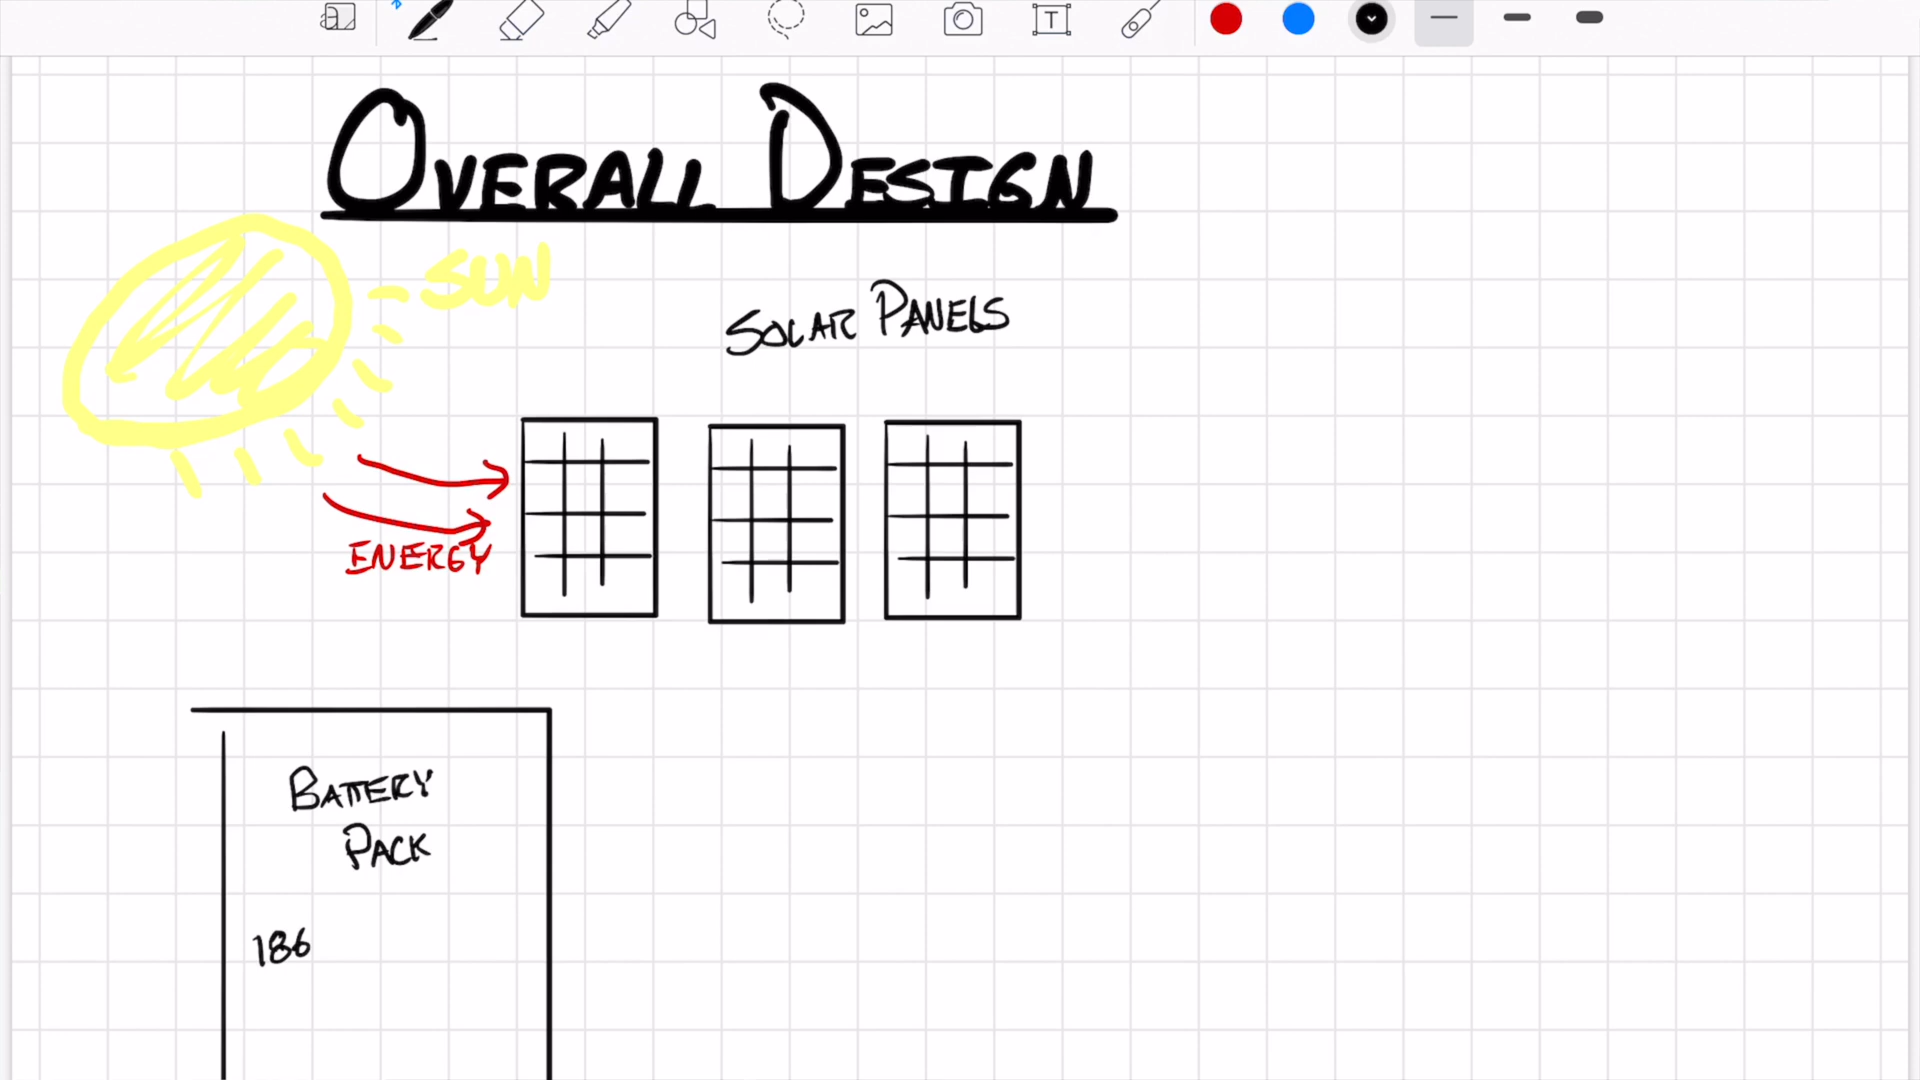 OVERALL DESIGN
SUN
SOLAR PANELS
ENERGY
BATTERY
PACK
186